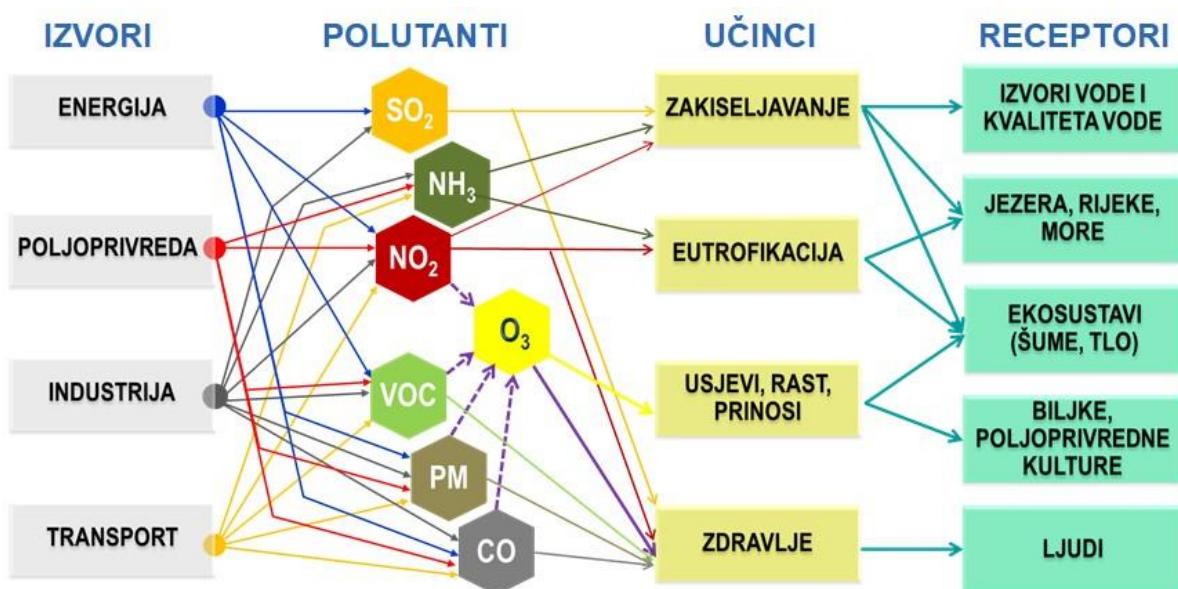 IZVORI
POLUTANTI
UČINCI
RECEPTORI
ENERGIJA
POLJOPRIVREDA
INDUSTRIJA
TRANSPORT
SO₂
NH₃
NO₂
O₃
VOC
PM
CO
ZAKISELJAVANJE
EUTROFIKACIJA
USJEVI, RAST,
PRINOSI
ZDRAVLJE
IZVORI VODE I
KVALITETA VODE
JEZERA, RIJEKE,
MORE
EKOSUSTAVI
(ŠUME, TLO)
BILJKE,
POLJOPRIVREDNE
KULTURE
LJUDI